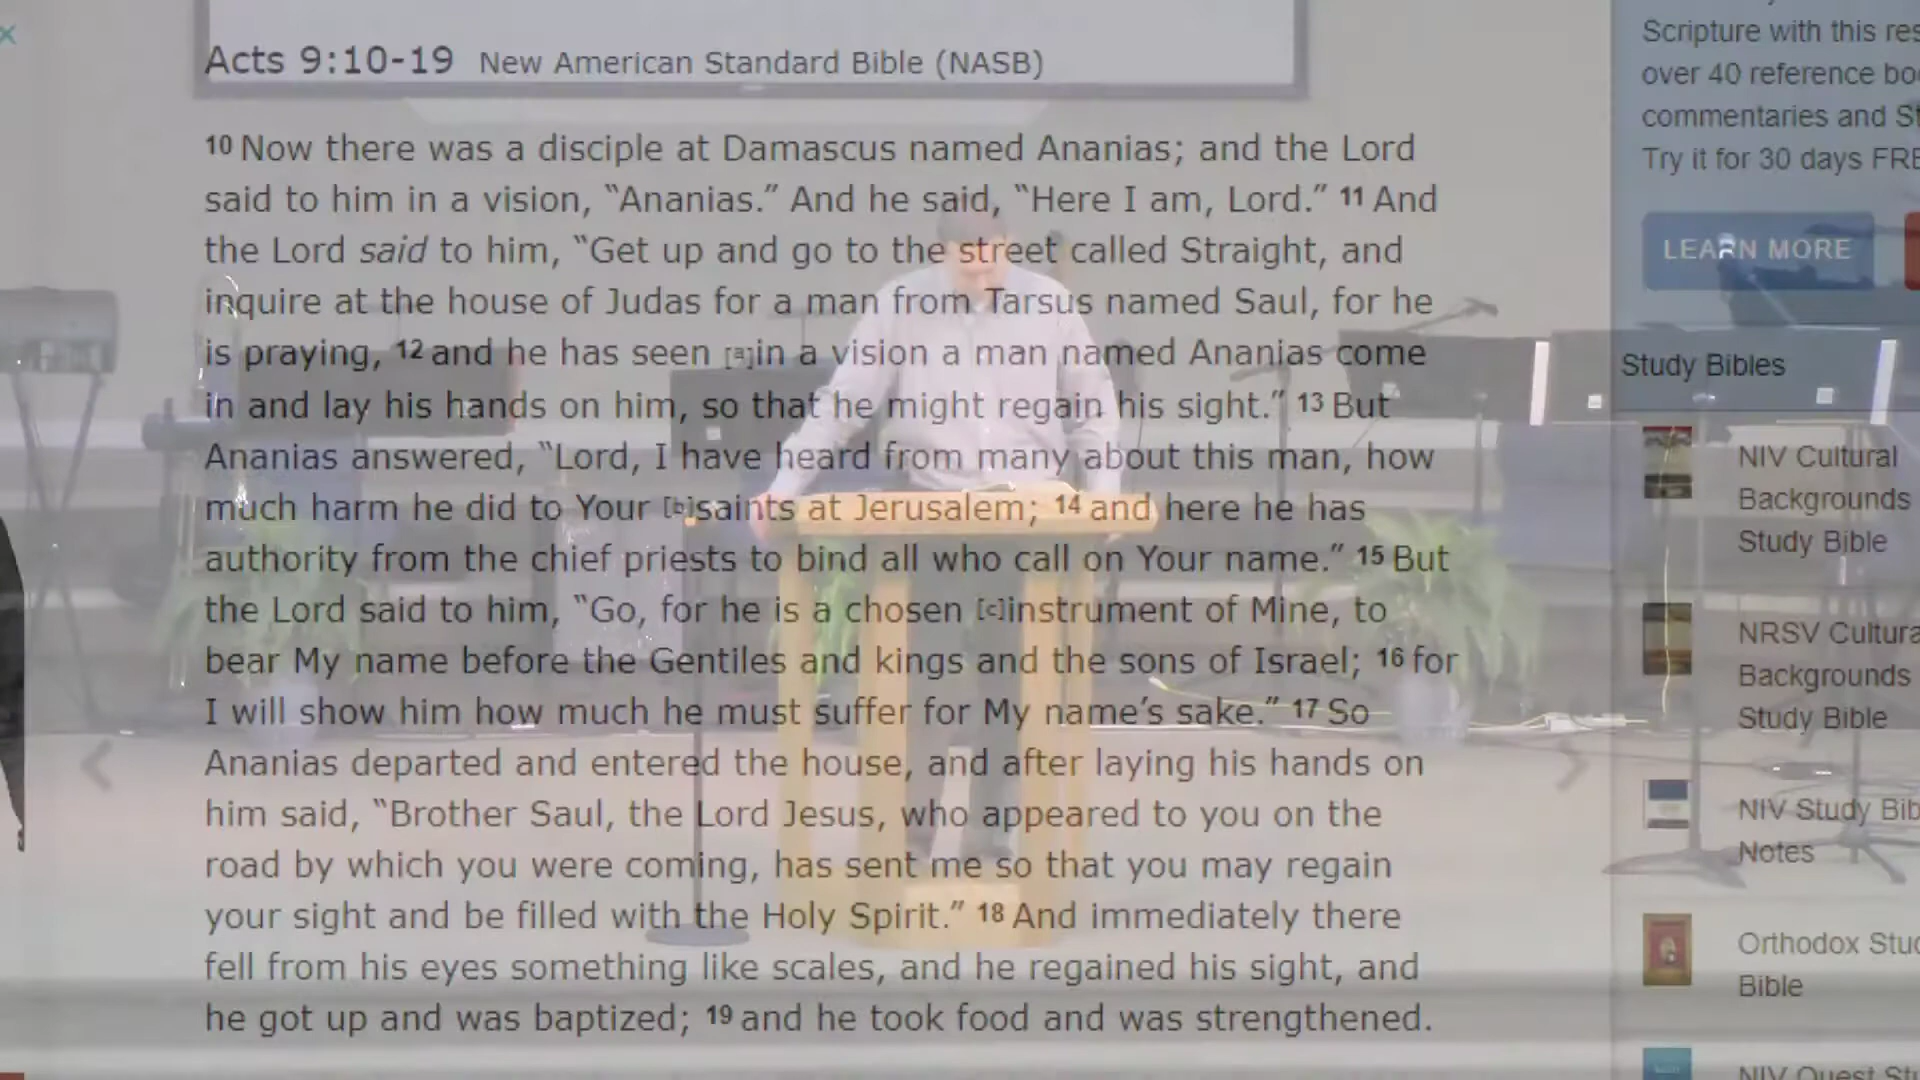 Acts 9:10-19 New American Standard Bible (NASB)
10 Now there was a disciple at Damascus named Ananias; and the Lord
said to him in a vision, “Ananias.” And he said, “Here I am, Lord.” 11 And
the Lord said to him, “Get up and go to the street called Straight, and
inquire at the house of Judas for a man from Tarsus named Saul, for he
is praying, 12 and he has seen [a]in a vision a man named Ananias come
in and lay his hands on him, so that he might regain his sight.” 13 But
Ananias answered, “Lord, I have heard from many about this man, how
much harm he did to Your [b]saints at Jerusalem; 14 and here he has
authority from the chief priests to bind all who call on Your name.” 15 But
the Lord said to him, “Go, for he is a chosen [c]instrument of Mine, to
bear My name before the Gentiles and kings and the sons of Israel; 16 for
I will show him how much he must suffer for My name’s sake.” 17 So
Ananias departed and entered the house, and after laying his hands on
him said, “Brother Saul, the Lord Jesus, who appeared to you on the
road by which you were coming, has sent me so that you may regain
your sight and be filled with the Holy Spirit.” 18 And immediately there
fell from his eyes something like scales, and he regained his sight, and
he got up and was baptized; 19 and he took food and was strengthened.
Scripture with this
over 40 reference
commentaries and
Try it for 30 days
LEARN MORE
Study Bibles
NIV Cultural
Backgrounds
Study Bible
NRSV
Backgrounds
Study Bible
NIV Study
Notes
Orthodox
Bible
NIV Quest